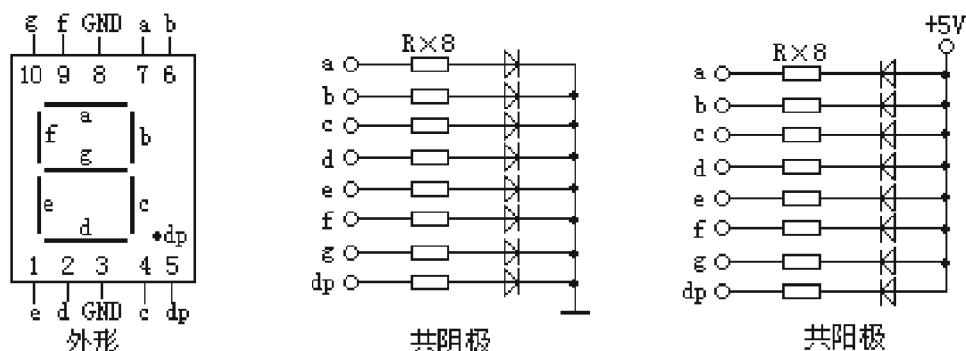 g f GND a b
10 9 8 7 6
a
f b
g
e c
d
dp
1 2 3 4 5
e d GND c dp
外形
R×8
a
b
c
d
e
f
g
dp
共阴极
+5V
R×8
a
b
c
d
e
f
g
dp
共阳极